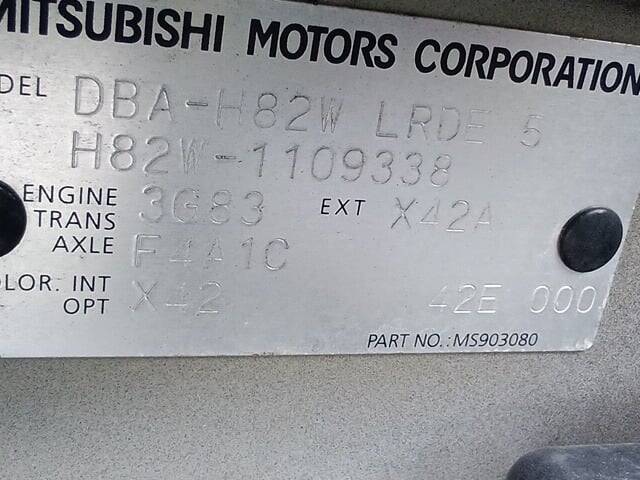 MITSUBISHI MOTORS CORPORATION
ODEL DBA-H82W LRDE 5
H82W-1109338
ENGINE 3G83 EXT X42A
TRANS
AXLE F4A1C
OLOR. INT X42 42E 000
OPT
PART NO.:MS903080